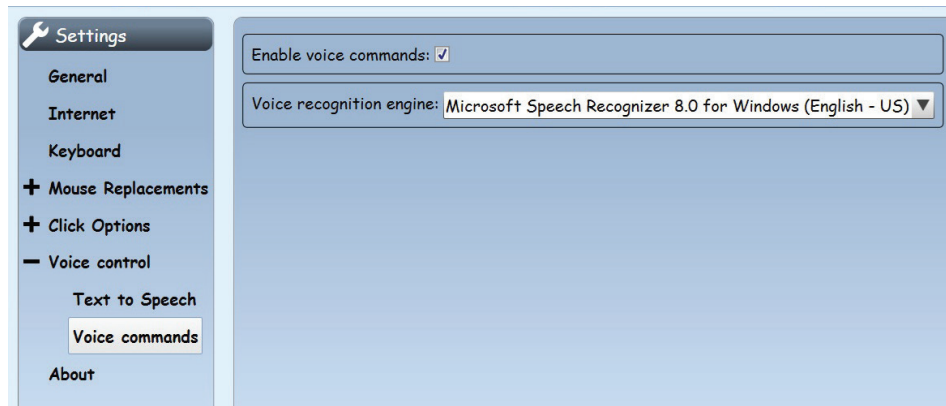 Settings
General
Internet
Keyboard
Mouse Replacements
Click Options
Voice control
Text to Speech
Voice commands
About
Enable voice commands:
Voice recognition engine: Microsoft Speech Recognizer 8.0 for Windows (English - US)